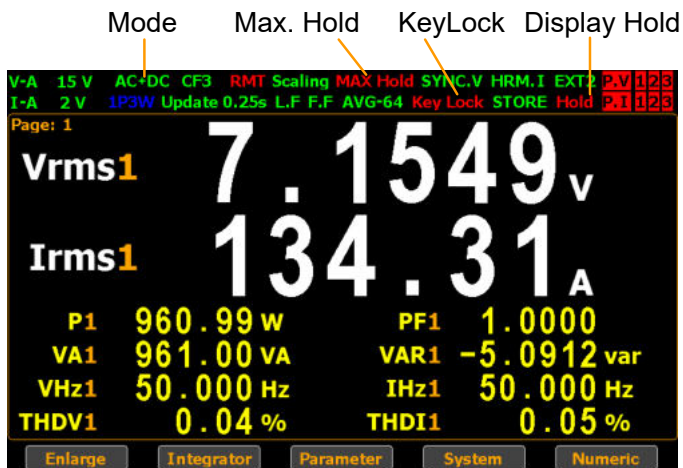 Mode Max. Hold KeyLock Display Hold
V-A 15 V AC+DC CF3 RMT Scaling MAX Hold SYNC.V HRM.I EXT2 P.V 1 2 3
I-A 2 V 1P3W Update 0.25s L.F F.F AVG-64 Key Lock STORE Hold P.I 1 2 3
Page: 1
Vrms1 7.1549 V
Irms1 134.31 A
P1 960.99 W PF1 1.0000
VA1 961.00 VA VAR1 -5.0912 var
VHz1 50.000 Hz IHz1 50.000 Hz
THDV1 0.04 % THDI1 0.05 %
Enlarge Integrator Parameter System Numeric